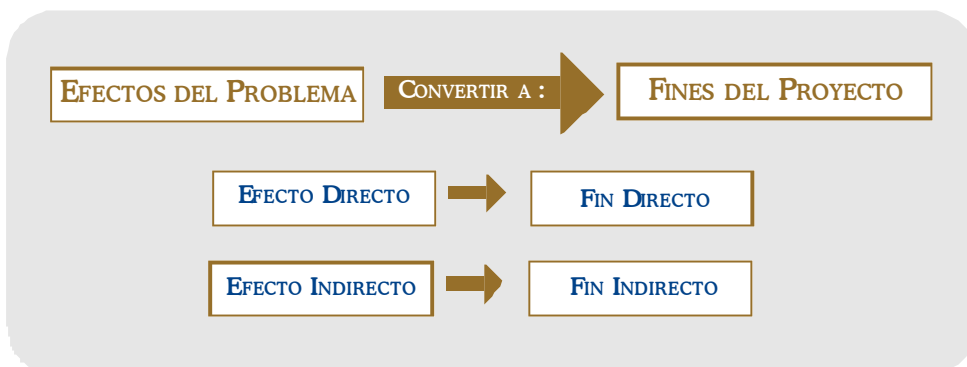 EFECTOS DEL PROBLEMA
CONVERTIR A :
FINES DEL PROYECTO
EFECTO DIRECTO
FIN DIRECTO
EFECTO INDIRECTO
FIN INDIRECTO